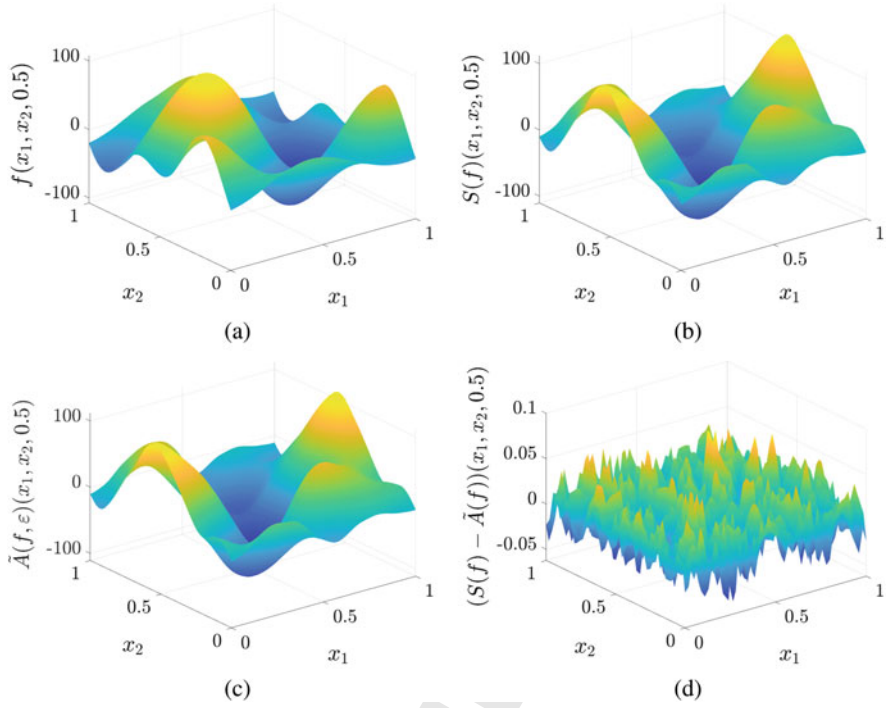 100
0
-100
f(x₁, x₂, 0.5)
1
0.5
0
x₂
0
0.5
1
x₁
(a)
100
0
-100
S(f)(x₁, x₂, 0.5)
1
0.5
0
x₂
0
0.5
1
x₁
(b)
100
0
-100
Ã(f, ε)(x₁, x₂, 0.5)
1
0.5
0
x₂
0
0.5
1
x₁
(c)
0.1
0.05
0
-0.05
(S(f) − Ã(f))(x₁, x₂, 0.5)
1
0.5
0
x₂
0
0.5
1
x₁
(d)